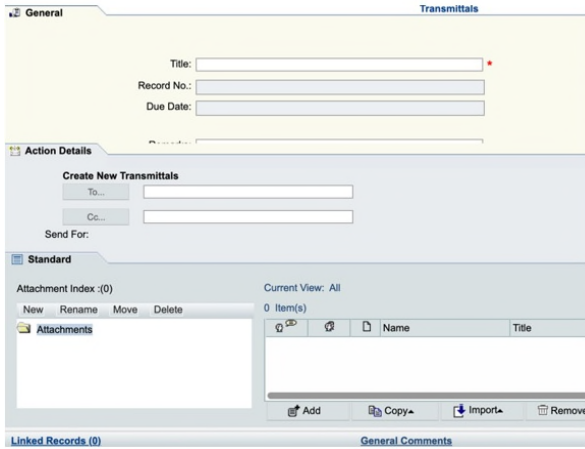 Transmittals
General
Title: *
Record No.:
Due Date:
Action Details
Create New Transmittals
To...
Cc...
Send For:
Standard
Attachment Index :(0)
Current View: All
New Rename Move Delete
0 Item(s)
Attachments
Name Title
Add Copy Import Remove
Linked Records (0)
General Comments